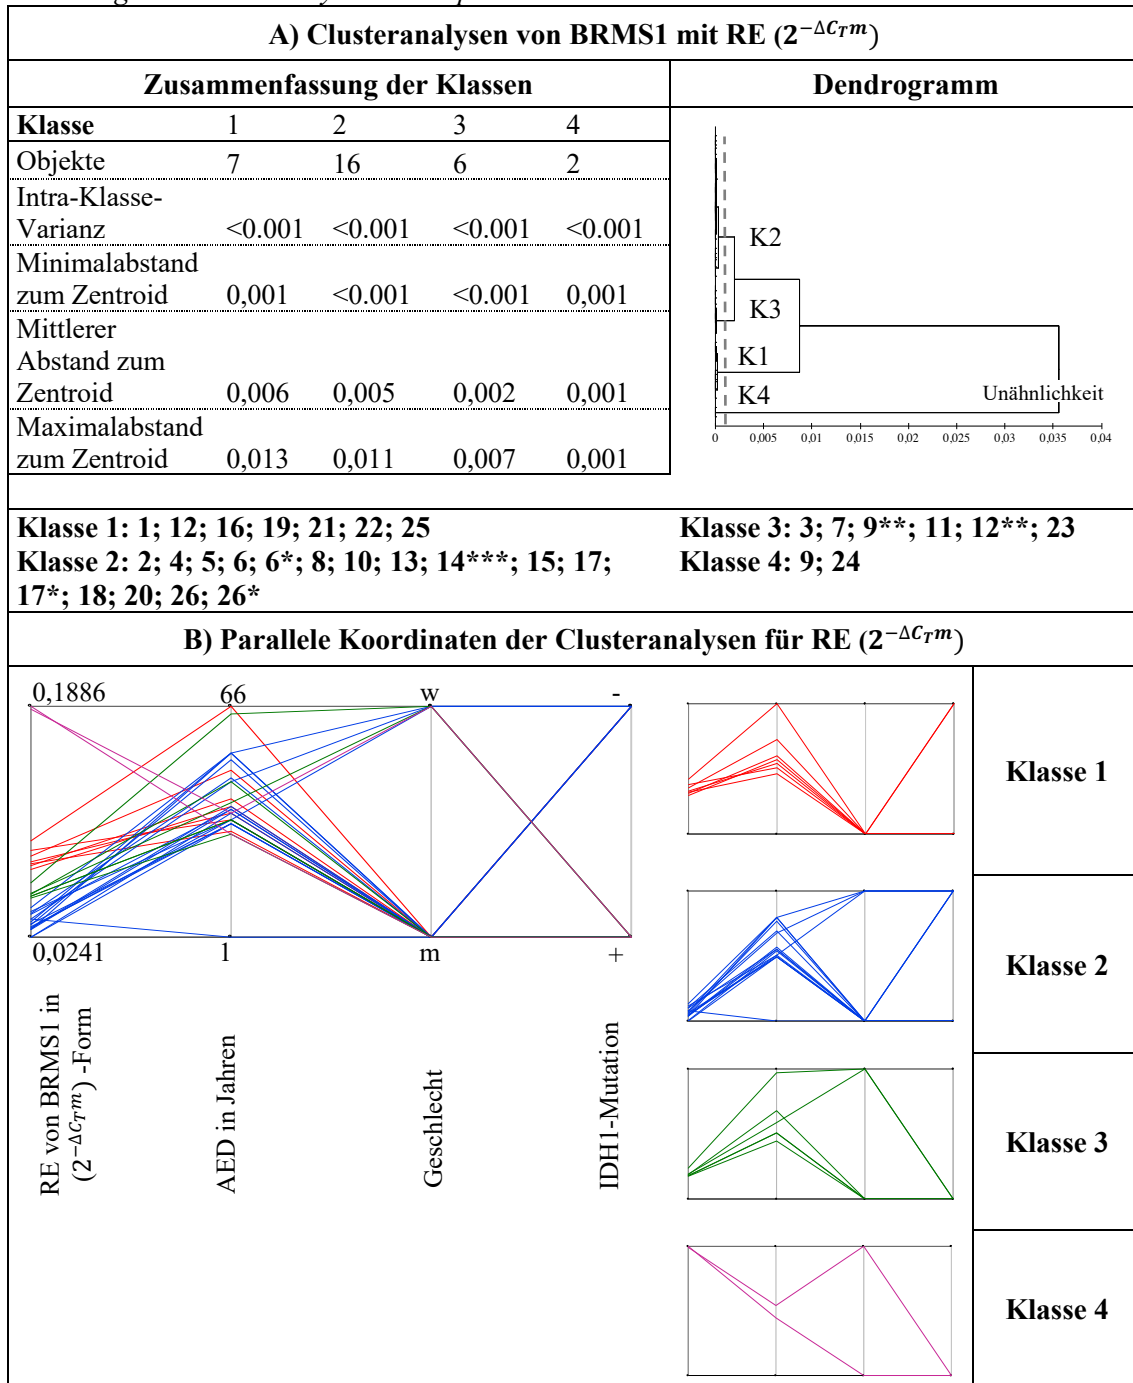 A) Clusteranalysen von BRMS1 mit RE (2^{-ΔC_T m})
Zusammenfassung der Klassen
Dendrogramm
Klasse 1 2 3 4
Objekte 7 16 6 2
Intra-Klasse-
Varianz <0.001 <0.001 <0.001 <0.001
Minimalabstand
zum Zentroid 0,001 <0.001 <0.001 0,001
Mittlerer
Abstand zum
Zentroid 0,006 0,005 0,002 0,001
Maximalabstand
zum Zentroid 0,013 0,011 0,007 0,001
K2
K3
K1
K4
Unähnlichkeit
0 0,005 0,01 0,015 0,02 0,025 0,03 0,035 0,04
Klasse 1: 1; 12; 16; 19; 21; 22; 25
Klasse 2: 2; 4; 5; 6; 6*; 8; 10; 13; 14***; 15; 17;
17*; 18; 20; 26; 26*
Klasse 3: 3; 7; 9**; 11; 12**; 23
Klasse 4: 9; 24
B) Parallele Koordinaten der Clusteranalysen für RE (2^{-ΔC_T m})
0,1886 66 w -
0,0241 1 m +
RE von BRMS1 in
(2^{-ΔC_T m}) -Form
AED in Jahren
Geschlecht
IDH1-Mutation
Klasse 1
Klasse 2
Klasse 3
Klasse 4